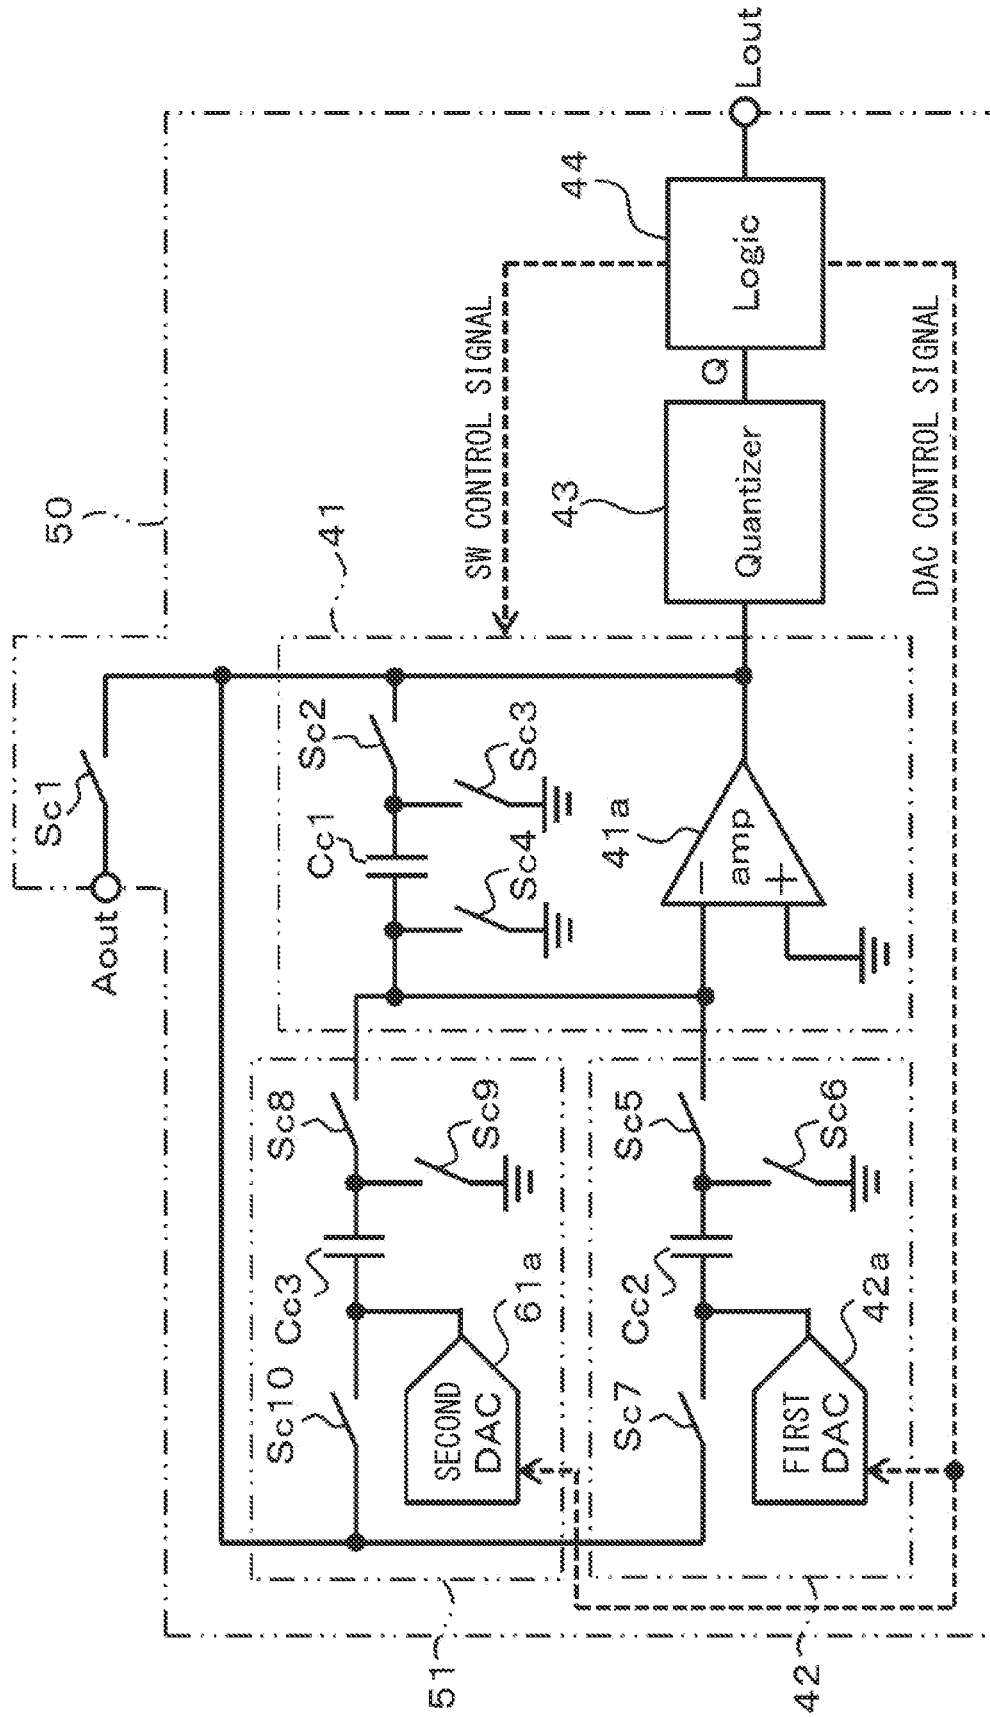 50
Aout
Sc1
41
Cc1
Sc2
Sc4
Sc3
41a
amp
−
+
SW CONTROL SIGNAL
43
Quantizer
Q
44
Logic
Lout
DAC CONTROL SIGNAL
51
Sc10
Cc3
Sc8
Sc9
SECOND
DAC
61a
42
Sc7
Cc2
Sc5
Sc6
FIRST
DAC
42a